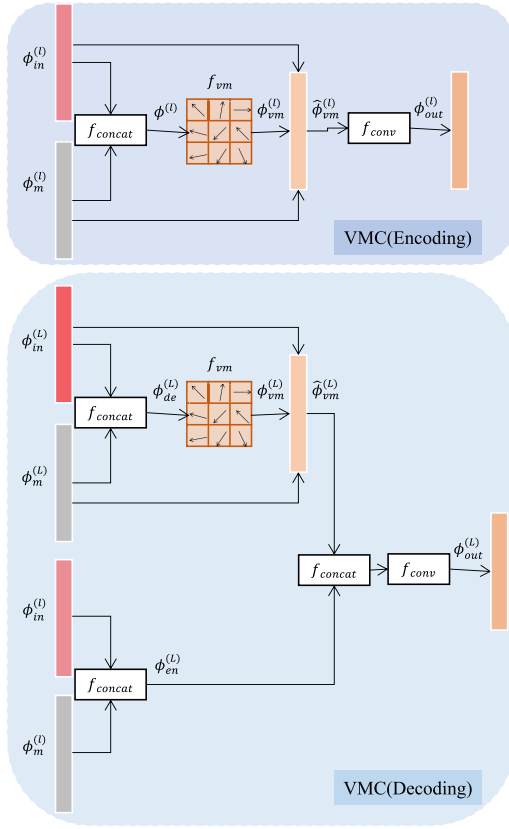 ϕ_in^(l)
f_vm
ϕ^(l)
ϕ_vm^(l)
ϕ̂_vm^(l)
ϕ_out^(l)
f_concat
f_conv
ϕ_m^(l)
VMC(Encoding)
ϕ_in^(L)
f_vm
ϕ_de^(L)
ϕ_vm^(L)
ϕ̂_vm^(L)
f_concat
ϕ_m^(L)
ϕ_out^(L)
f_concat
f_conv
ϕ_in^(l)
ϕ_en^(L)
f_concat
ϕ_m^(l)
VMC(Decoding)